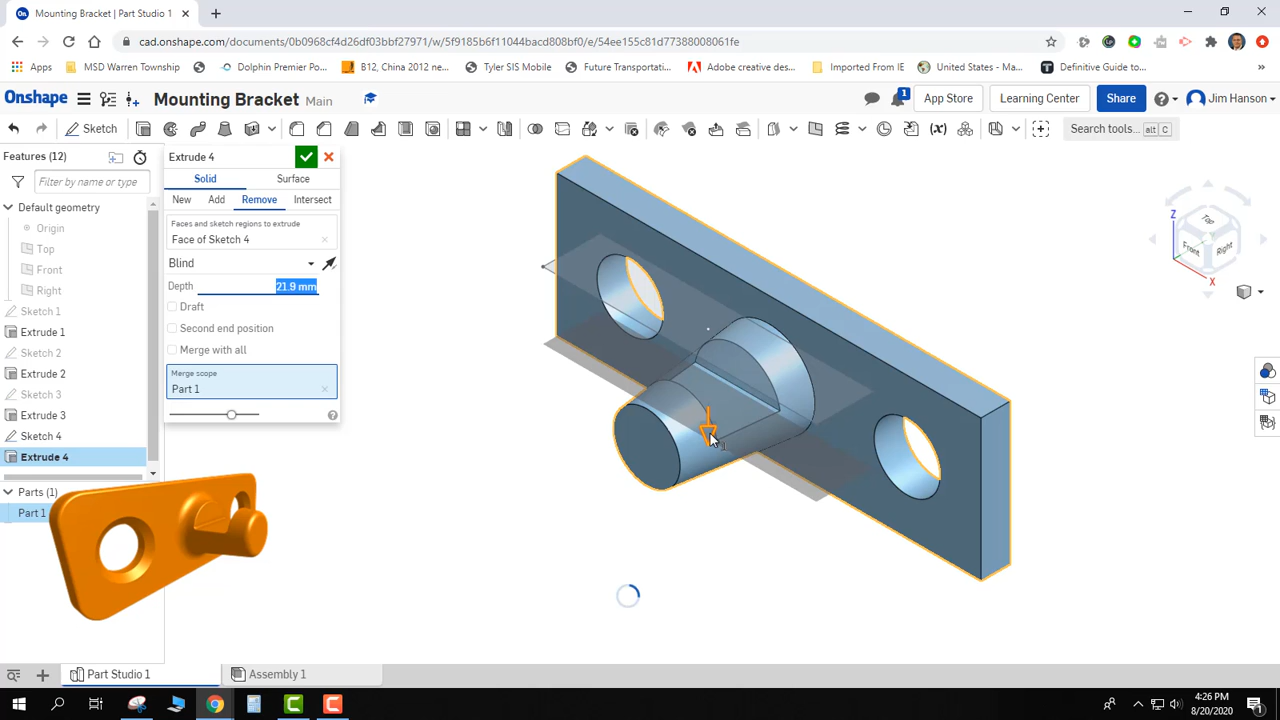 Mounting Bracket | Part Studio 1
cad.onshape.com/documents/0b0968cf4d26df03bbf27971/w/5f9185b6f11044bacd808bf0/e/54ee155c81d77388008061fe
Apps
MSD Warren Township
Dolphin Premier Po...
B12, China 2012 ne...
Tyler SIS Mobile
Future Transportatio...
Adobe creative des...
Imported From IE
United States - Ma...
Definitive Guide to...
Onshape
Mounting Bracket Main
1
App Store
Learning Center
Share
Jim Hanson
Sketch
Search tools... alt C
Features (12)
Filter by name or type
Default geometry
Origin
Top
Front
Right
Sketch 1
Extrude 1
Sketch 2
Extrude 2
Sketch 3
Extrude 3
Sketch 4
Extrude 4
Parts (1)
Part 1
Extrude 4
Solid
Surface
New
Add
Remove
Intersect
Faces and sketch regions to extrude
Face of Sketch 4
Blind
Depth
21.9 mm
Draft
Second end position
Merge with all
Merge scope
Part 1
Z
Top
Front
Right
X
Part Studio 1
Assembly 1
4:26 PM
8/20/2020